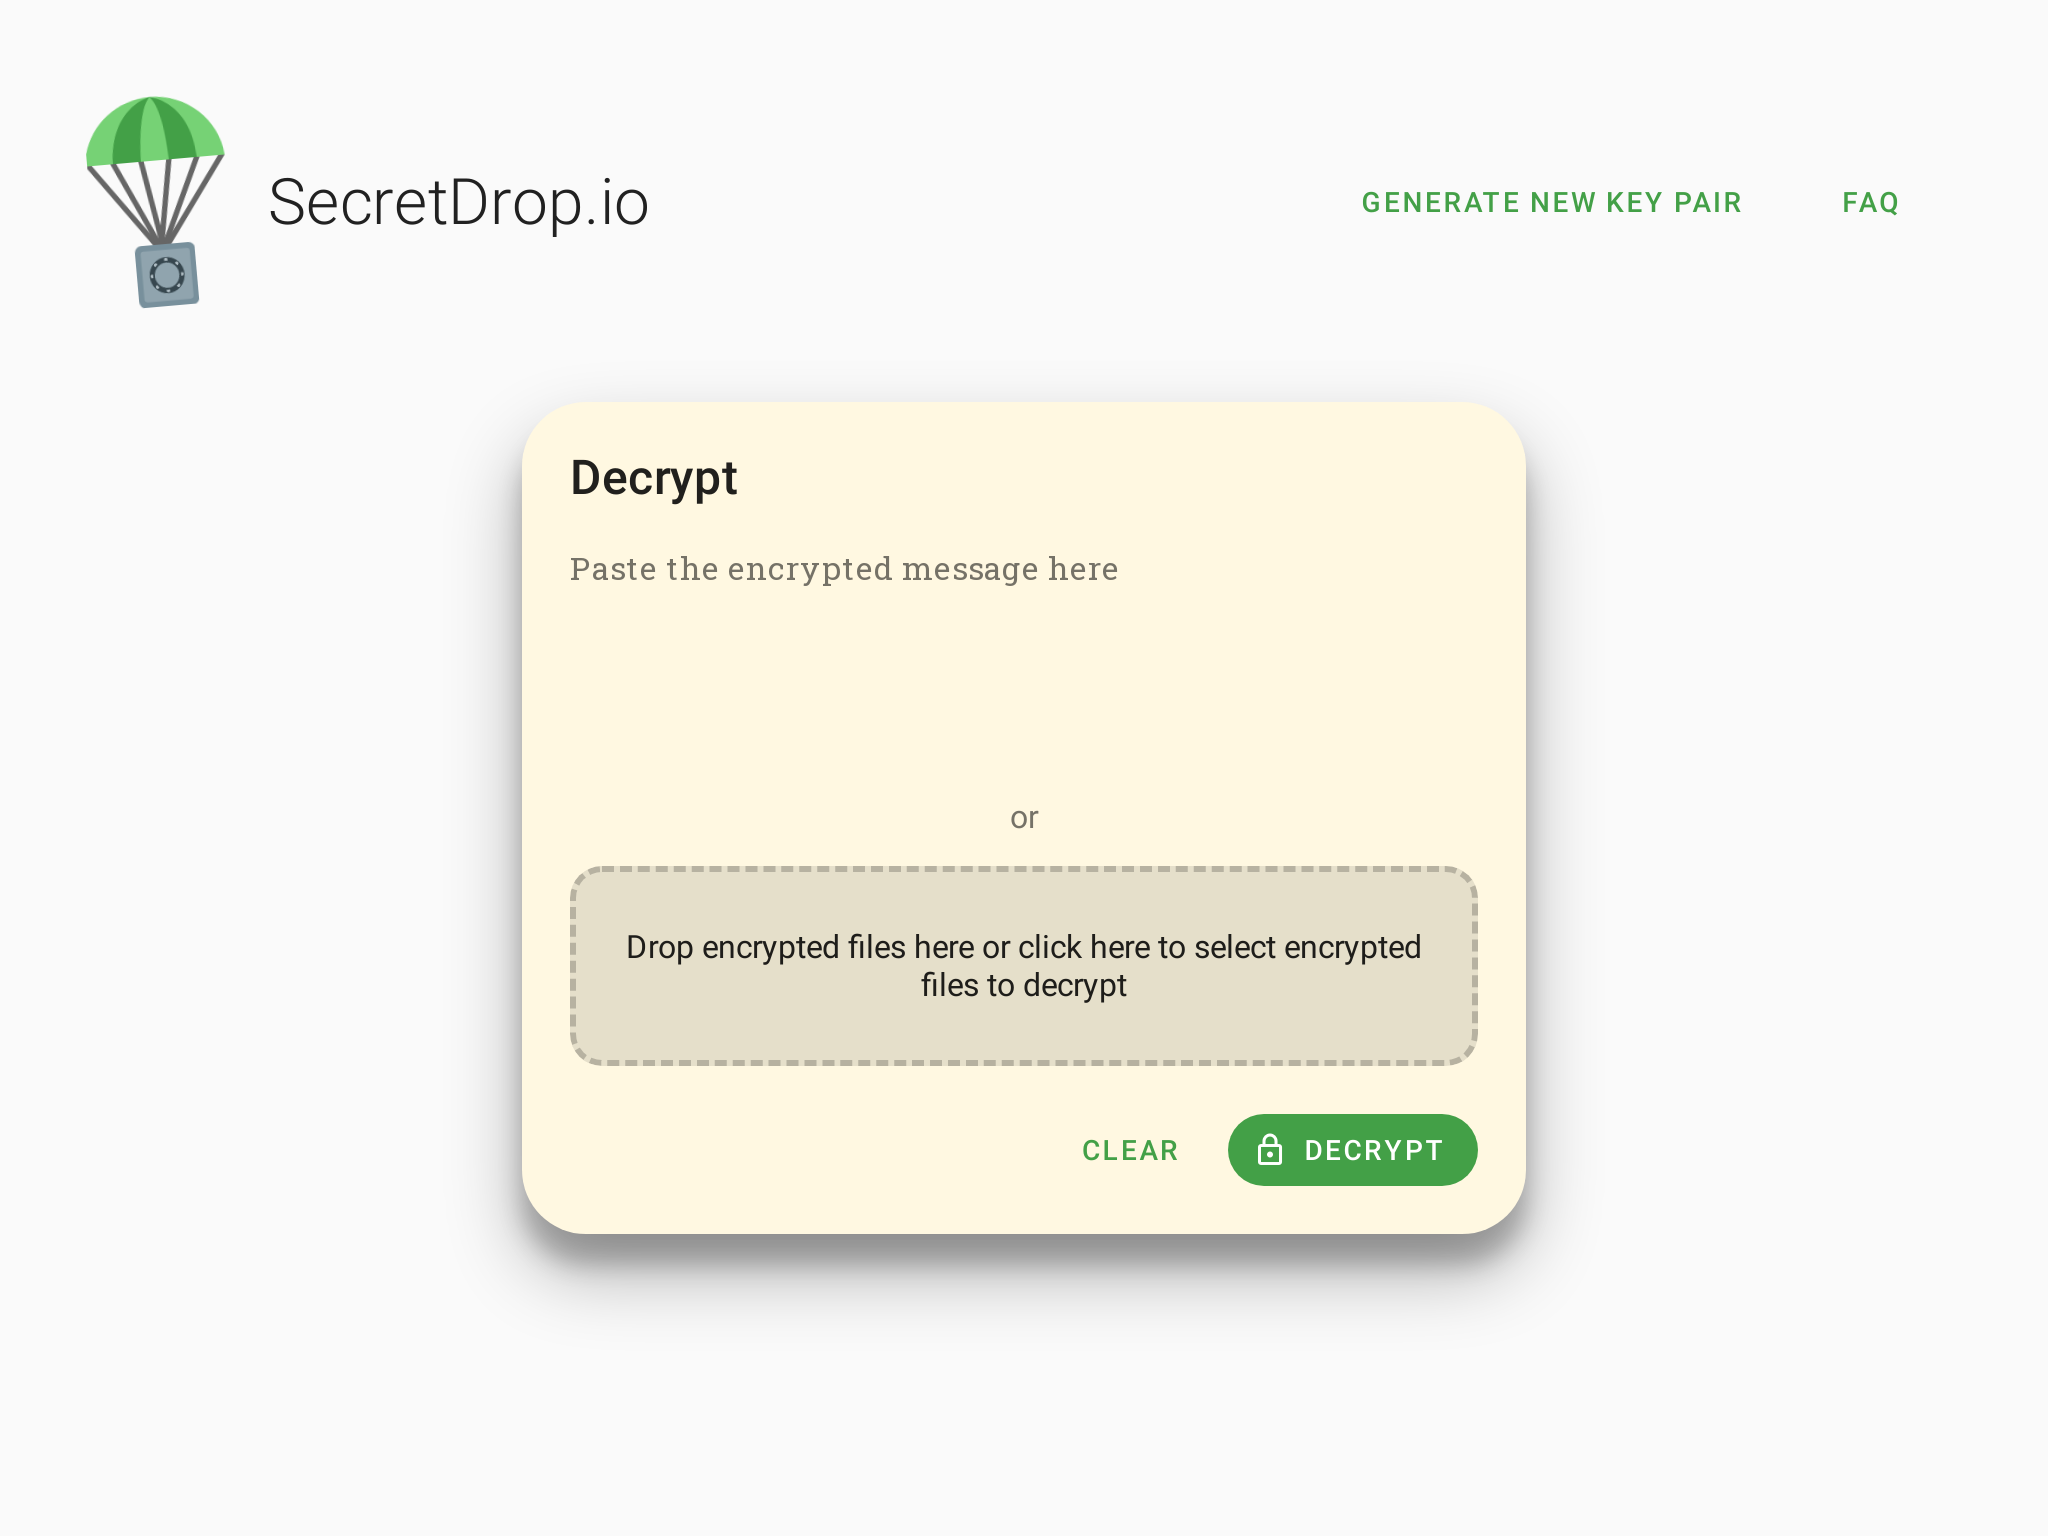 SecretDrop.io
GENERATE NEW KEY PAIR
FAQ
Decrypt
Paste the encrypted message here
or
Drop encrypted files here or click here to select encrypted
files to decrypt
CLEAR
DECRYPT